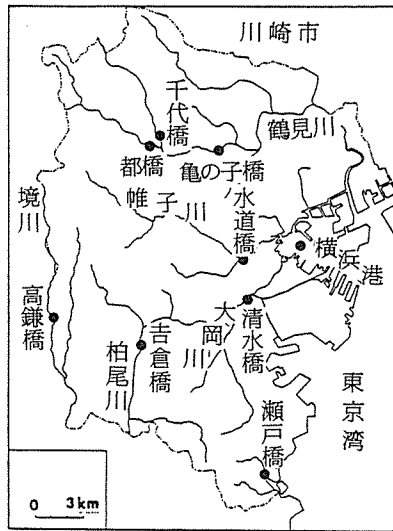 川崎市
千代橋
鶴見川
都橋
亀の子橋
帷子川
水道橋
境川
横浜港
高鎌橋
大岡川
清水橋
吉倉橋
柏尾川
東京湾
瀬戸橋
0 3km